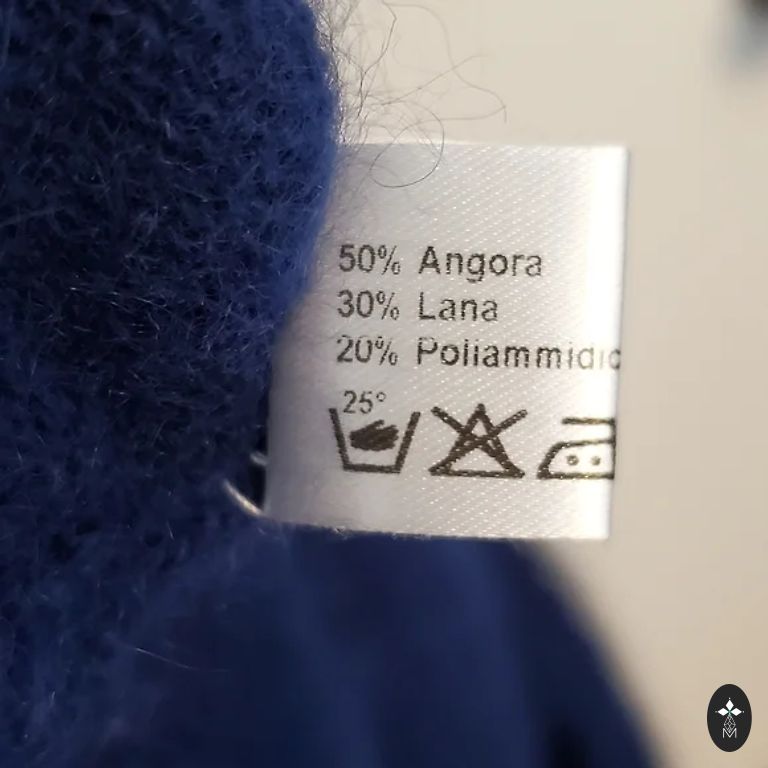 50% Angora
30% Lana
20% Poliammidic
25°
M